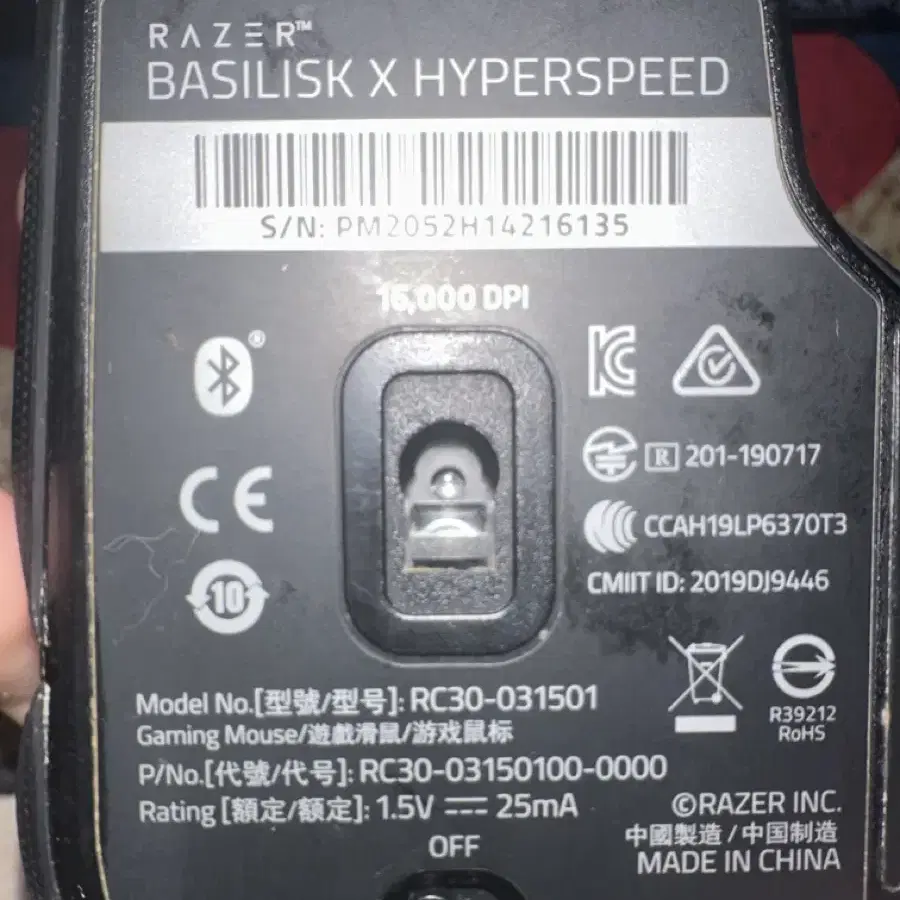 RAZER™
BASILISK X HYPERSPEED
S/N: PM2052H14216135
16,000 DPI
R 201-190717
CCAH19LP6370T3
CMIIT ID: 2019DJ9446
CE
10
R39212
RoHS
Model No.[型號/型号]: RC30-031501
Gaming Mouse/遊戲滑鼠/游戏鼠标
P/No.[代號/代号]: RC30-03150100-0000
Rating [額定/额定]: 1.5V ⎓ 25mA
©RAZER INC.
中國製造 / 中国制造
MADE IN CHINA
OFF